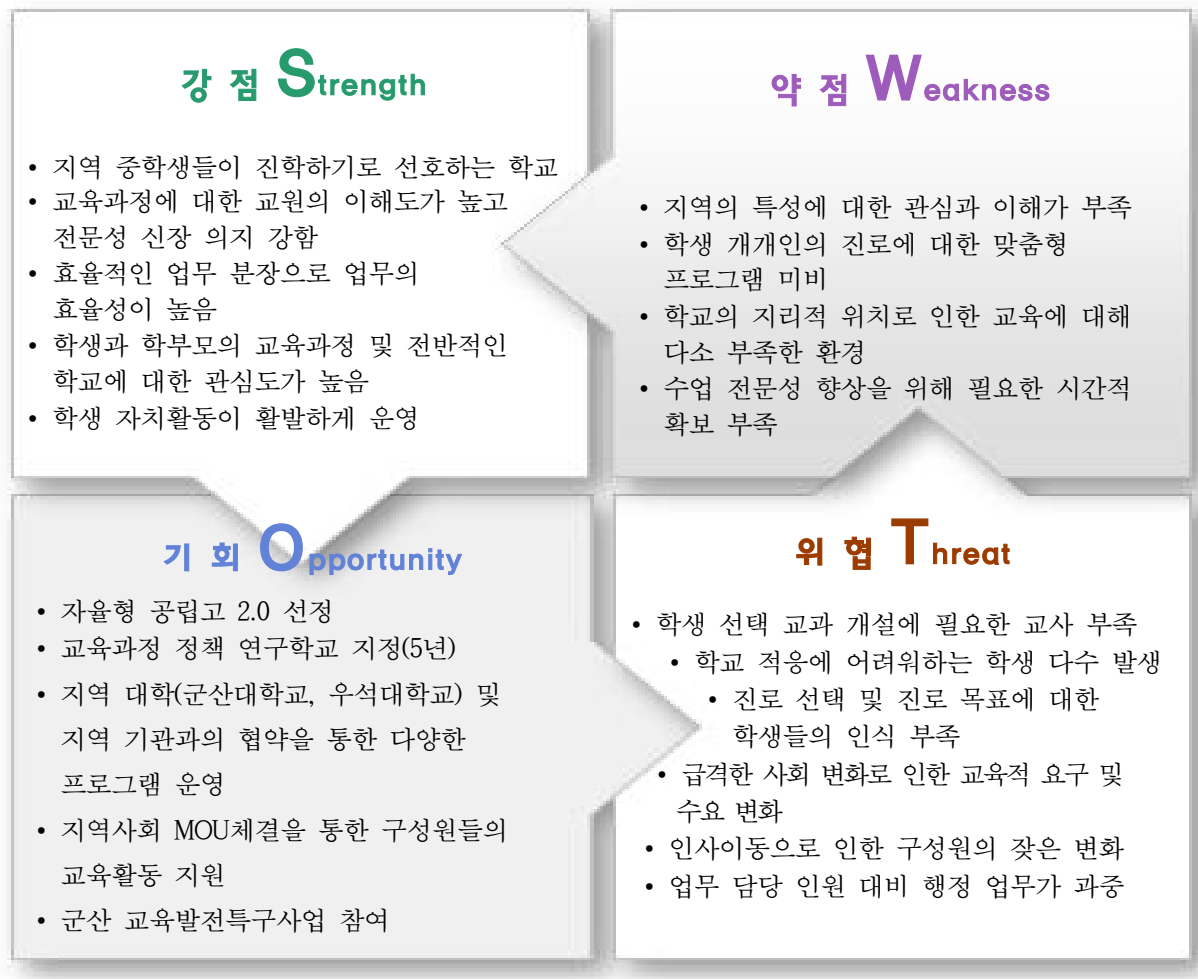 강 점 Strength
• 지역 중학생들이 진학하기로 선호하는 학교
• 교육과정에 대한 교원의 이해도가 높고
전문성 신장 의지 강함
• 효율적인 업무 분장으로 업무의
효율성이 높음
• 학생과 학부모의 교육과정 및 전반적인
학교에 대한 관심도가 높음
• 학생 자치활동이 활발하게 운영
약 점 Weakness
• 지역의 특성에 대한 관심과 이해가 부족
• 학생 개개인의 진로에 대한 맞춤형
프로그램 미비
• 학교의 지리적 위치로 인한 교육에 대해
다소 부족한 환경
• 수업 전문성 향상을 위해 필요한 시간적
확보 부족
기 회 Opportunity
• 자율형 공립고 2.0 선정
• 교육과정 정책 연구학교 지정(5년)
• 지역 대학(군산대학교, 우석대학교) 및
지역 기관과의 협약을 통한 다양한
프로그램 운영
• 지역사회 MOU체결을 통한 구성원들의
교육활동 지원
• 군산 교육발전특구사업 참여
위 협 Threat
• 학생 선택 교과 개설에 필요한 교사 부족
• 학교 적응에 어려워하는 학생 다수 발생
• 진로 선택 및 진로 목표에 대한
학생들의 인식 부족
• 급격한 사회 변화로 인한 교육적 요구 및
수요 변화
• 인사이동으로 인한 구성원의 잦은 변화
• 업무 담당 인원 대비 행정 업무가 과중